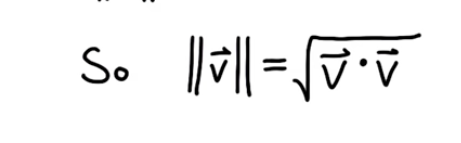 So ‖v⃗‖ = √(v⃗ · v⃗)